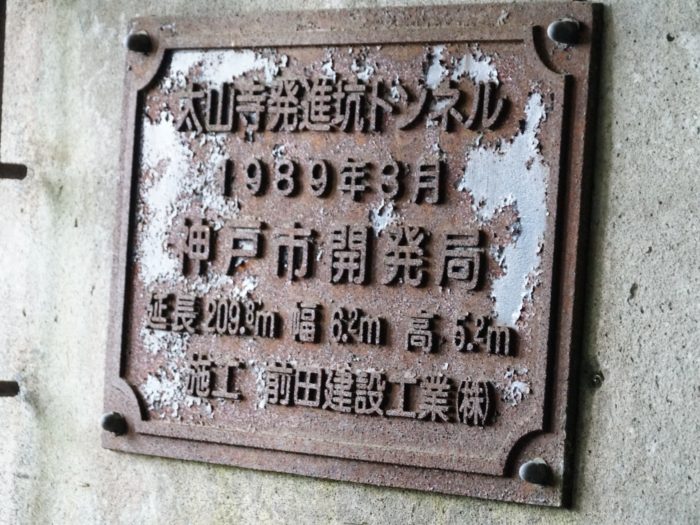 太山寺発進坑トンネル
1989年3月
神戸市開発局
延長 209.8m 幅 6.2m 高 5.2m
施工 前田建設工業㈱